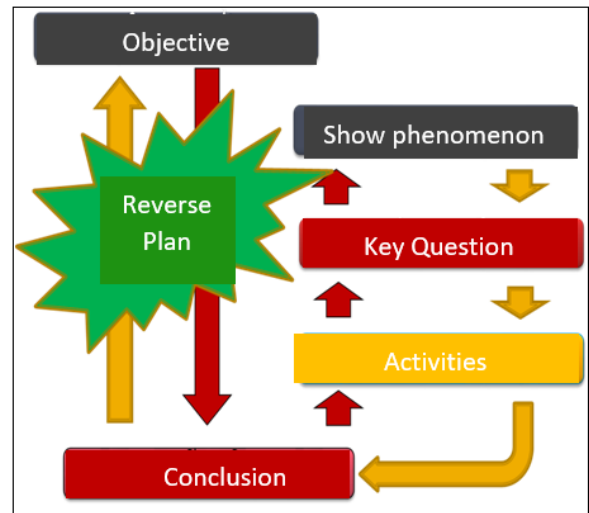 Objective
Show phenomenon
Reverse
Plan
Key Question
Activities
Conclusion